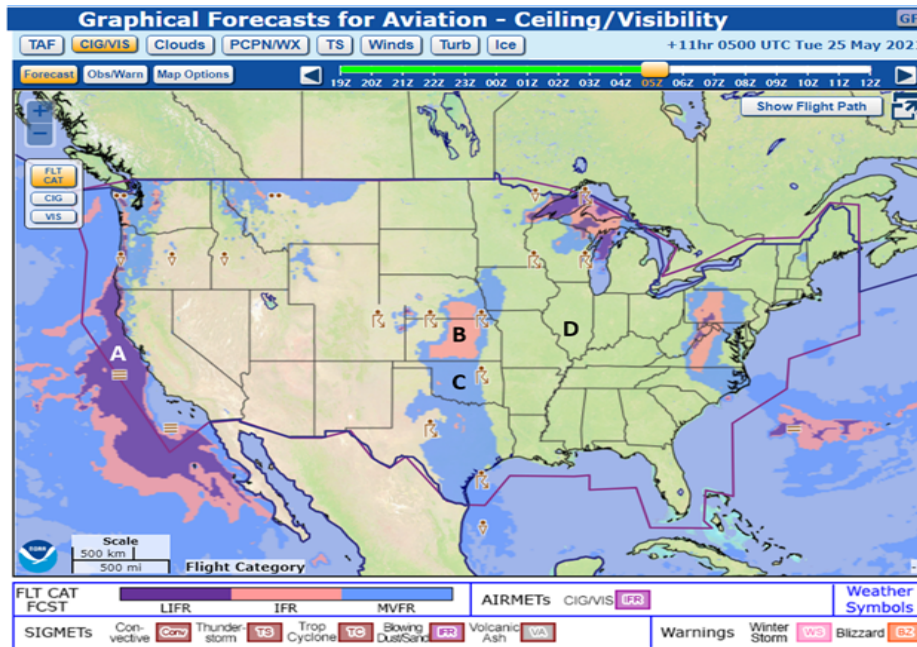 Graphical Forecasts for Aviation - Ceiling/Visibility
TAF CIG/VIS Clouds PCPN/WX TS Winds Turb Ice +11hr 0500 UTC Tue 25 May
Forecast Obs/Warn Map Options 19Z 20Z 21Z 22Z 23Z 00Z 01Z 02Z 03Z 04Z 05Z 06Z 07Z 08Z 09Z 10Z 11Z 12Z
Show Flight Path
+
−
FLT
CAT
CIG
VIS
A
B
C
D
Scale
500 km
500 mi
Flight Category
FLT CAT
FCST
LIFR IFR MVFR
AIRMETs CIG/VIS IFR
Weather
Symbols
SIGMETs Con-
vective Conv Thunder-
storm TS Trop
Cyclone TC Blowing
Dust/Sand IFR Volcanic
Ash VA
Warnings Winter
Storm WS Blizzard BZ